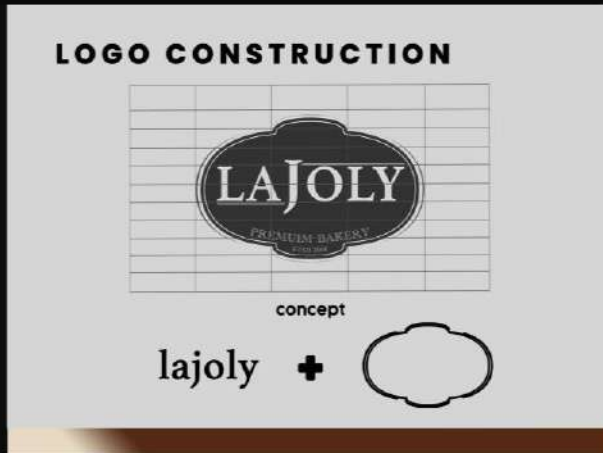 LOGO CONSTRUCTION
LAJOLY
PREMUIM BAKERY
concept
lajoly